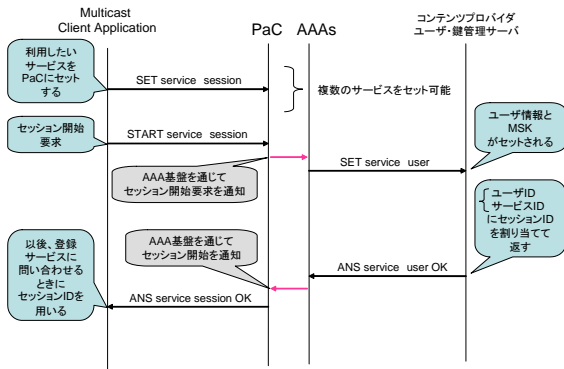 Multicast
Client Application
PaC
AAAs
コンテンツプロバイダ
ユーザ・鍵管理サーバ
利用したい
サービスを
PaCにセット
する
SET service session
複数のサービスをセット可能
セッション開始
要求
START service session
ユーザ情報と
MSK
がセットされる
SET service user
AAA基盤を通じて
セッション開始要求を通知
ユーザID
サービスID
にセッションID
を割り当てて
返す
以後、登録
サービスに
問い合わせる
ときに
セッションIDを
用いる
AAA基盤を通じて
セッション開始を通知
ANS service user OK
ANS service session OK